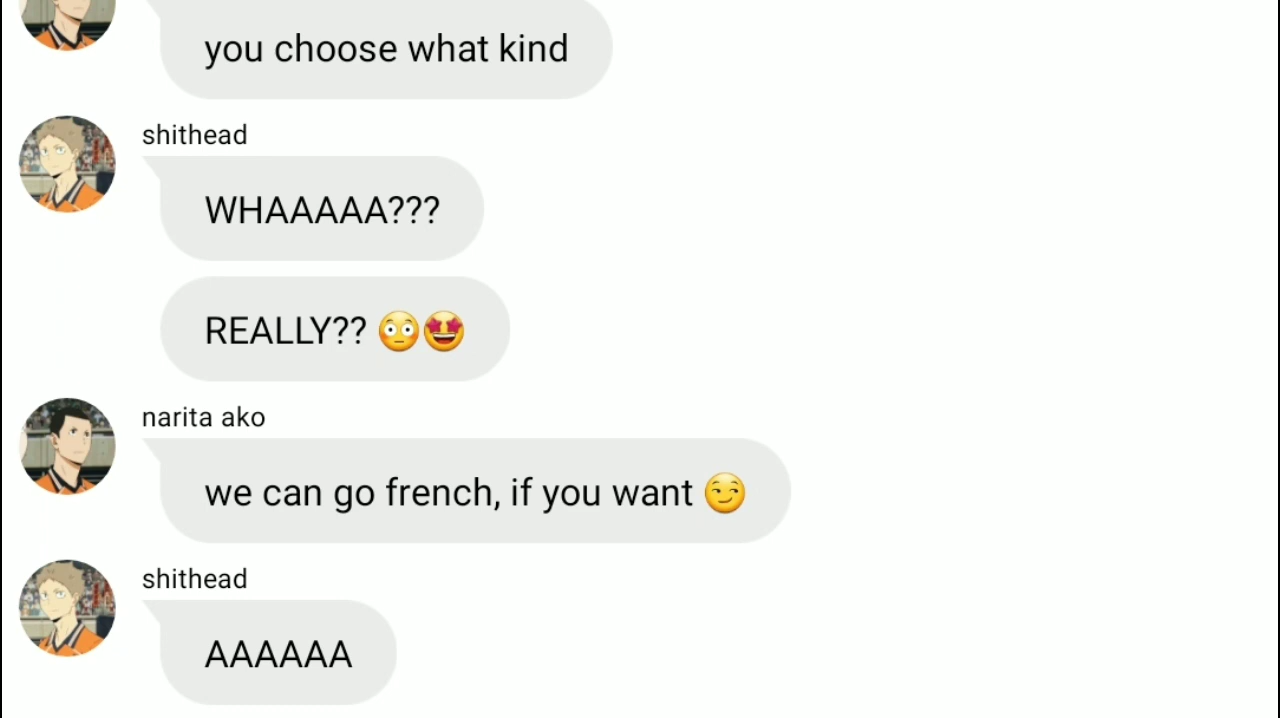 you choose what kind
shithead
WHAAAAA???
REALLY?? 😳🤩
narita ako
we can go french, if you want 😏
shithead
AAAAAA